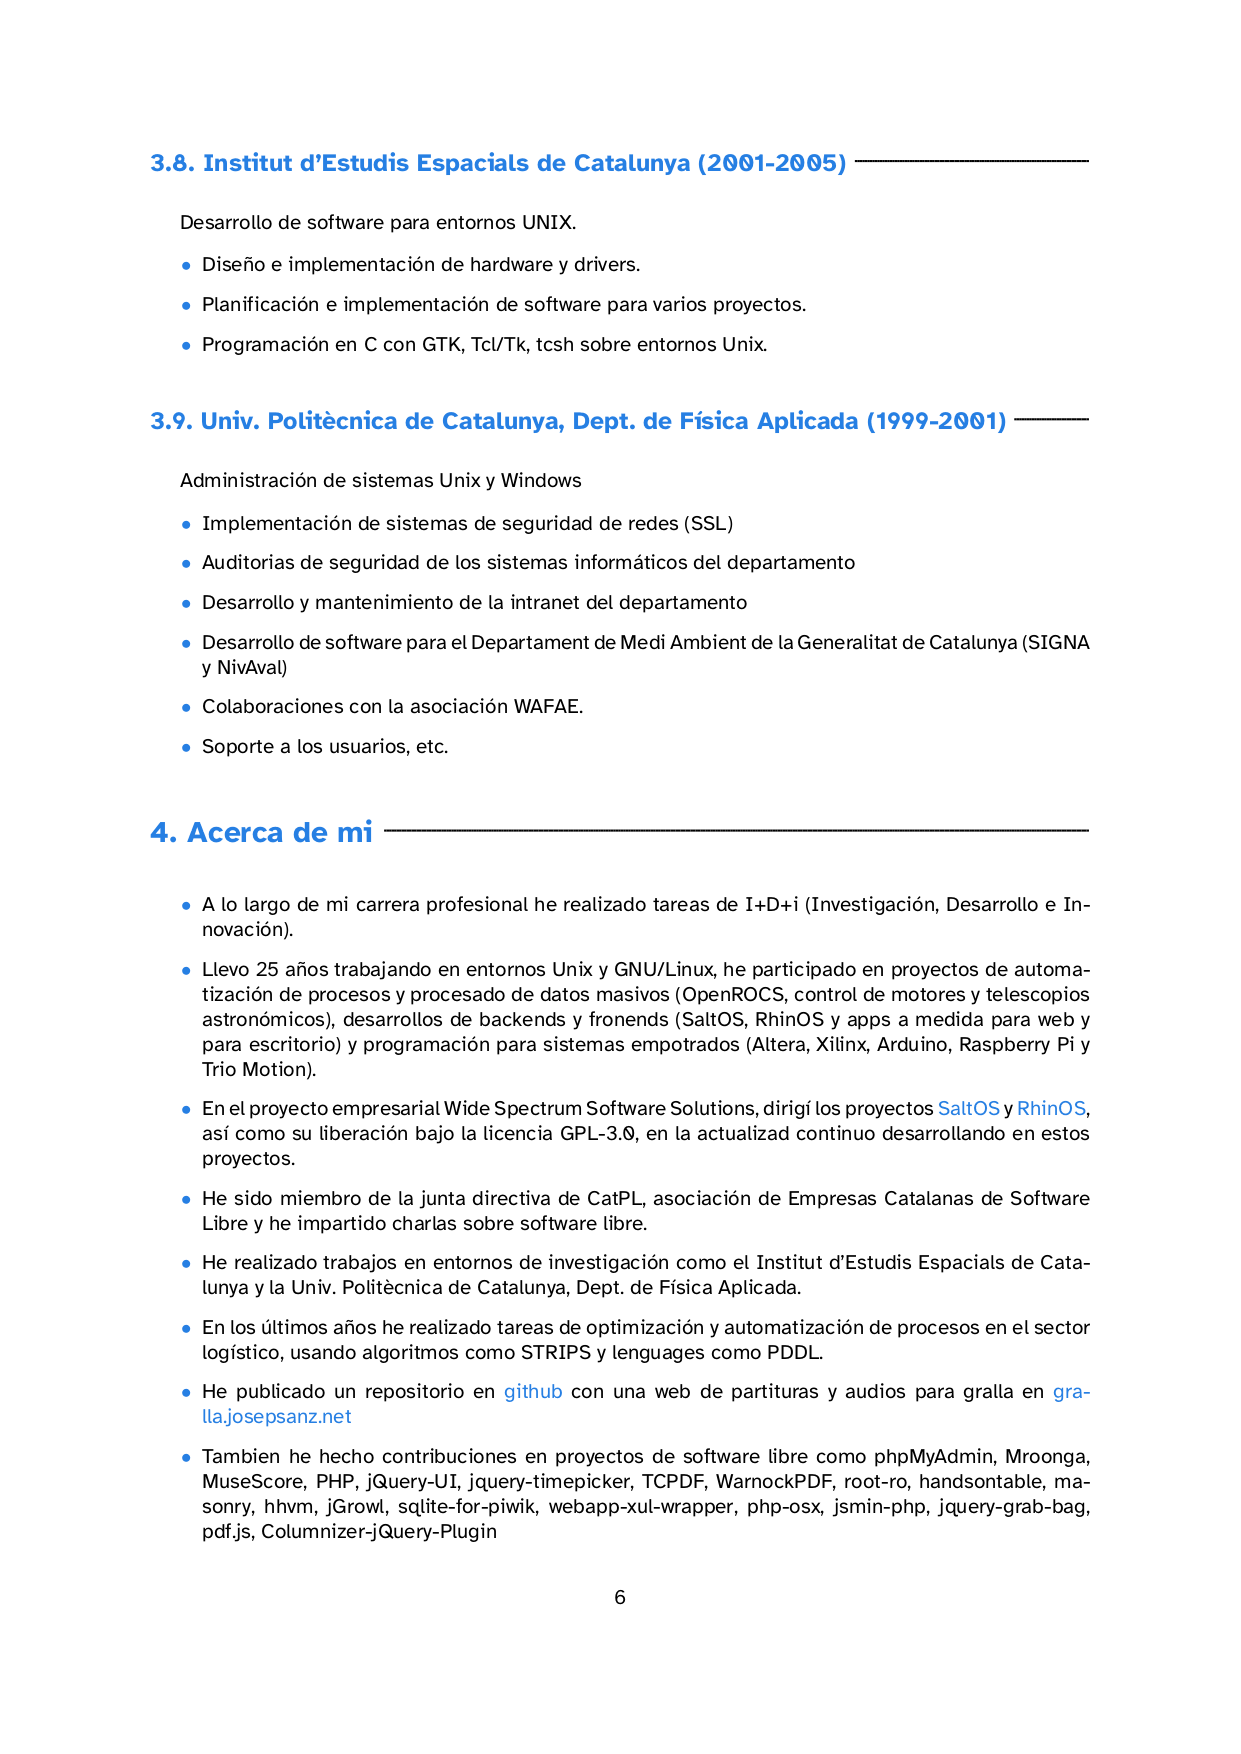 3.8. Institut d’Estudis Espacials de Catalunya (2001-2005)
Desarrollo de software para entornos UNIX.
• Diseño e implementación de hardware y drivers.
• Planificación e implementación de software para varios proyectos.
• Programación en C con GTK, Tcl/Tk, tcsh sobre entornos Unix.
3.9. Univ. Politècnica de Catalunya, Dept. de Física Aplicada (1999-2001)
Administración de sistemas Unix y Windows
• Implementación de sistemas de seguridad de redes (SSL)
• Auditorias de seguridad de los sistemas informáticos del departamento
• Desarrollo y mantenimiento de la intranet del departamento
• Desarrollo de software para el Departament de Medi Ambient de la Generalitat de Catalunya (SIGNA
y NivAval)
• Colaboraciones con la asociación WAFAE.
• Soporte a los usuarios, etc.
4. Acerca de mi
• A lo largo de mi carrera profesional he realizado tareas de I+D+i (Investigación, Desarrollo e In-
novación).
• Llevo 25 años trabajando en entornos Unix y GNU/Linux, he participado en proyectos de automa-
tización de procesos y procesado de datos masivos (OpenROCS, control de motores y telescopios
astronómicos), desarrollos de backends y fronends (SaltOS, RhinOS y apps a medida para web y
para escritorio) y programación para sistemas empotrados (Altera, Xilinx, Arduino, Raspberry Pi y
Trio Motion).
• En el proyecto empresarial Wide Spectrum Software Solutions, dirigí los proyectos SaltOS y RhinOS,
así como su liberación bajo la licencia GPL-3.0, en la actualizad continuo desarrollando en estos
proyectos.
• He sido miembro de la junta directiva de CatPL, asociación de Empresas Catalanas de Software
Libre y he impartido charlas sobre software libre.
• He realizado trabajos en entornos de investigación como el Institut d’Estudis Espacials de Cata-
lunya y la Univ. Politècnica de Catalunya, Dept. de Física Aplicada.
• En los últimos años he realizado tareas de optimización y automatización de procesos en el sector
logístico, usando algoritmos como STRIPS y lenguages como PDDL.
• He publicado un repositorio en github con una web de partituras y audios para gralla en gra-
lla.josepsanz.net
• Tambien he hecho contribuciones en proyectos de software libre como phpMyAdmin, Mroonga,
MuseScore, PHP, jQuery-UI, jquery-timepicker, TCPDF, WarnockPDF, root-ro, handsontable, ma-
sonry, hhvm, jGrowl, sqlite-for-piwik, webapp-xul-wrapper, php-osx, jsmin-php, jquery-grab-bag,
pdf.js, Columnizer-jQuery-Plugin
6